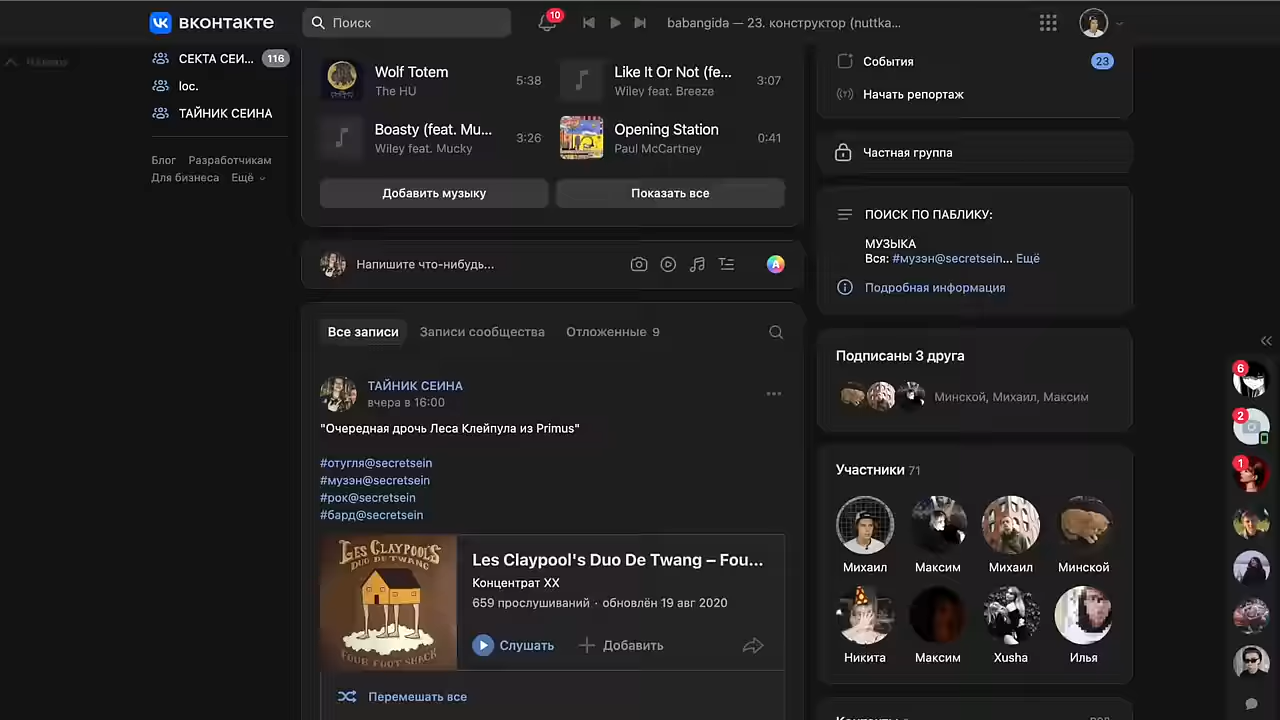 вконтакте
Поиск
10
babangida — 23. конструктор (nuttka...
СЕКТА СЕИ... 116
loc.
ТАЙНИК СЕИНА
Блог Разработчикам
Для бизнеса Ещё
Wolf Totem
The HU
5:38
Like It Or Not (fe...
Wiley feat. Breeze
3:07
Boasty (feat. Mu...
Wiley feat. Mucky
3:26
Opening Station
Paul McCartney
0:41
Добавить музыку
Показать все
Напишите что-нибудь...
Все записи Записи сообщества Отложенные 9
ТАЙНИК СЕИНА
вчера в 16:00
"Очередная дрочь Леса Клейпула из Primus"
#отугля@secretsein
#музэн@secretsein
#рок@secretsein
#бард@secretsein
LES CLAYPOOL'S
DUO DE TWANG
FOUR FOOT SHACK
Les Claypool's Duo De Twang – Fou...
Концентрат XX
659 прослушиваний · обновлён 19 авг 2020
Слушать
Добавить
Перемешать все
События 23
Начать репортаж
Частная группа
ПОИСК ПО ПАБЛИКУ:
МУЗЫКА
Вся: #музэн@secretsein... Ещё
Подробная информация
Подписаны 3 друга
Минской, Михаил, Максим
Участники 71
Михаил Максим Михаил Минской
Никита Максим Xusha Илья
6
2
1